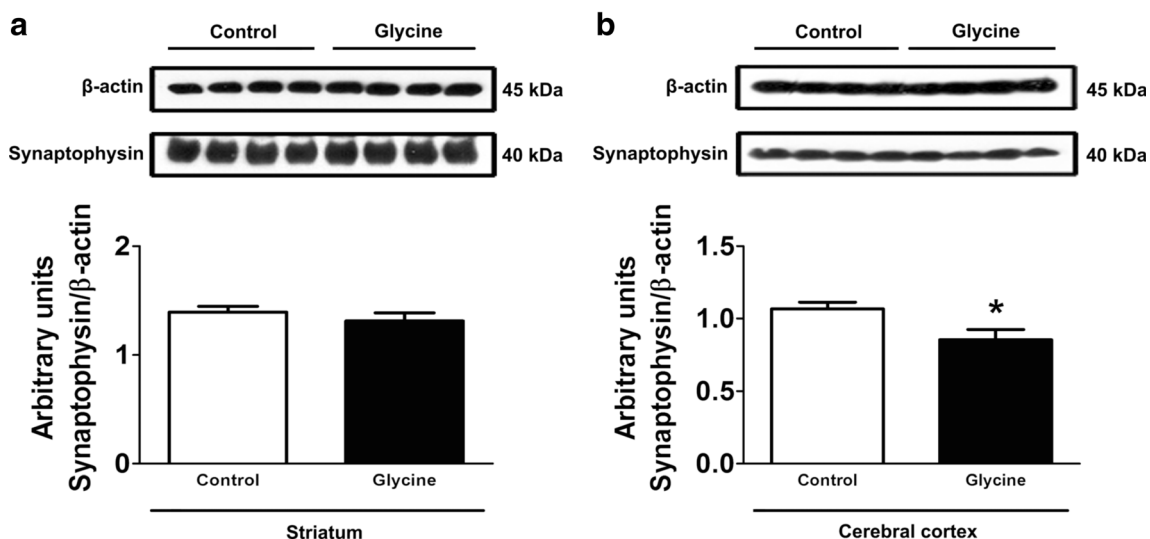 a
Control Glycine
β-actin 45 kDa
Synaptophysin 40 kDa
Arbitrary units
Synaptophysin/β-actin
2
1
0
Control Glycine
Striatum
b
Control Glycine
β-actin 45 kDa
Synaptophysin 40 kDa
Arbitrary units
Synaptophysin/β-actin
1.5
1.0
0.5
0.0
*
Control Glycine
Cerebral cortex